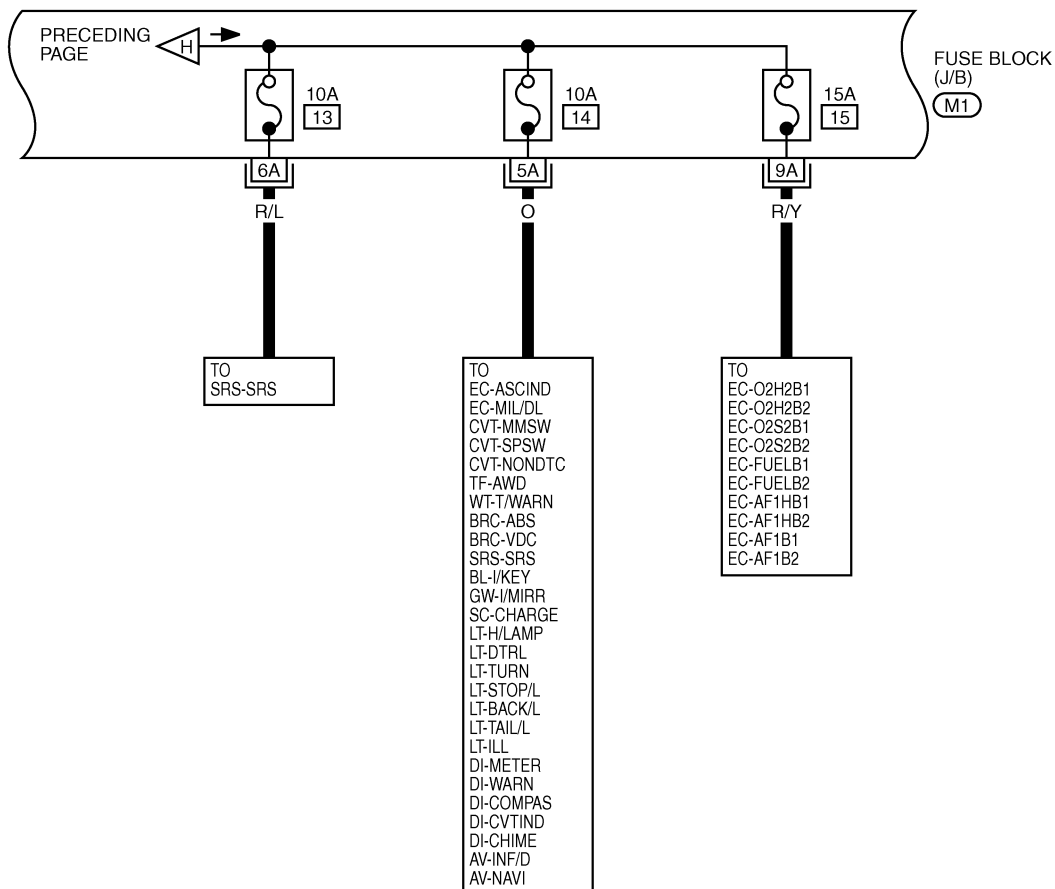 PRECEDING
PAGE
H
10A
13
10A
14
15A
15
FUSE BLOCK
(J/B)
M1
6A
5A
9A
R/L
O
R/Y
TO
SRS-SRS
TO
EC-ASCIND
EC-MIL/DL
CVT-MMSW
CVT-SPSW
CVT-NONDTC
TF-AWD
WT-T/WARN
BRC-ABS
BRC-VDC
SRS-SRS
BL-I/KEY
GW-I/MIRR
SC-CHARGE
LT-H/LAMP
LT-DTRL
LT-TURN
LT-STOP/L
LT-BACK/L
LT-TAIL/L
LT-ILL
DI-METER
DI-WARN
DI-COMPAS
DI-CVTIND
DI-CHIME
AV-INF/D
AV-NAVI
TO
EC-O2H2B1
EC-O2H2B2
EC-O2S2B1
EC-O2S2B2
EC-FUELB1
EC-FUELB2
EC-AF1HB1
EC-AF1HB2
EC-AF1B1
EC-AF1B2